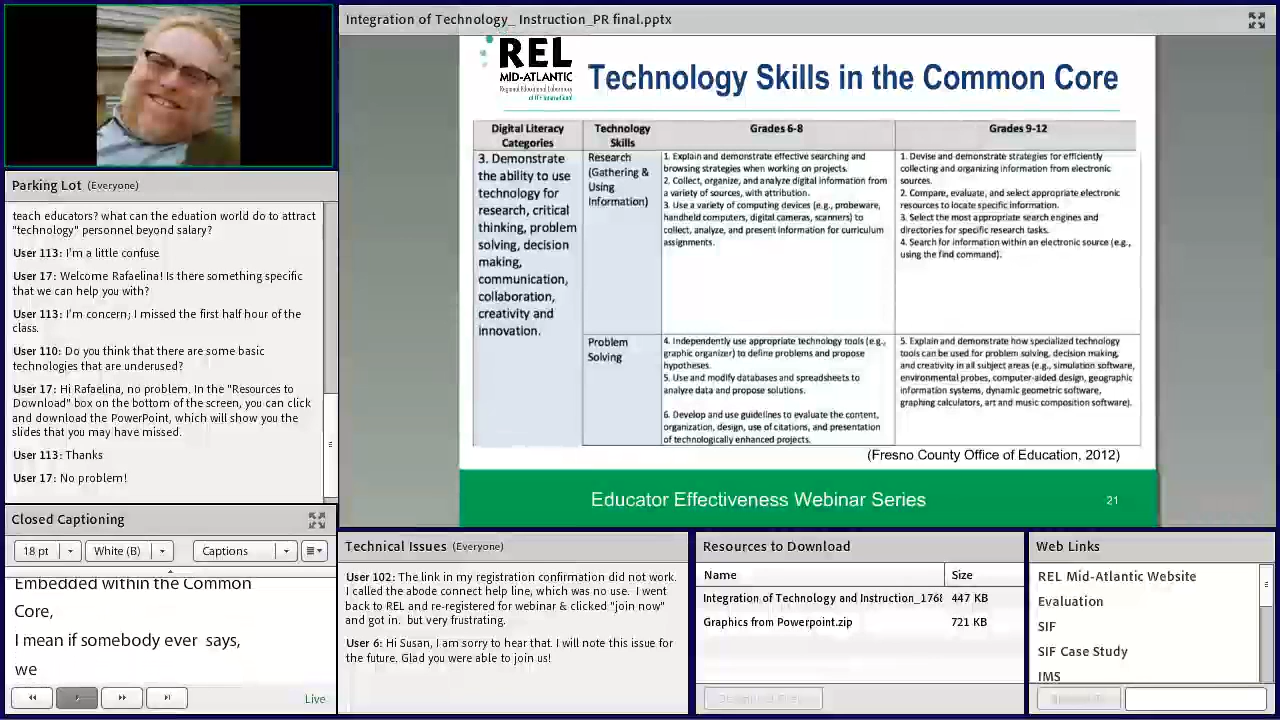 Integration of Technology_ Instruction_PR final.pptx
REL
MID-ATLANTIC
Regional Educational Laboratory
Technology Skills in the Common Core
Digital Literacy
Categories
Technology
Skills
Grades 6-8
Grades 9-12
3. Demonstrate
the ability to use
technology for
research, critical
thinking, problem
solving, decision
making,
communication,
collaboration,
creativity and
innovation.
Research
(Gathering &
Using
Information)
1. Explain and demonstrate effective searching and
browsing strategies when working on projects.
2. Collect, organize, and analyze digital information from
a variety of sources, with attribution.
3. Use a variety of computing devices (e.g., probeware,
handheld computers, digital cameras, scanners) to
collect, analyze, and present information for curriculum
assignments.
1. Devise and demonstrate strategies for efficiently
collecting and organizing information from electronic
sources.
2. Compare, evaluate, and select appropriate electronic
resources to locate specific information.
3. Select the most appropriate search engines and
directories for specific research tasks.
4. Search for information within an electronic source (e.g.,
using the find command).
Problem
Solving
4. Independently use appropriate technology tools (e.g.,
graphic organizer) to define problems and propose
hypotheses.
5. Use and modify databases and spreadsheets to
analyze data and propose solutions.
6. Develop and use guidelines to evaluate the content,
organization, design, use of citations, and presentation
of technologically enhanced projects.
5. Explain and demonstrate how specialized technology
tools can be used for problem solving, decision making,
and creativity in all subject areas (e.g., simulation software,
environmental probes, computer-aided design, geographic
information systems, dynamic geometric software,
graphing calculators, art and music composition software).
(Fresno County Office of Education, 2012)
Educator Effectiveness Webinar Series
21
Parking Lot (Everyone)
teach educators? what can the eduation world do to attract
"technology" personnel beyond salary?
User 113: I'm a little confuse
User 17: Welcome Rafaelina! Is there something specific
that we can help you with?
User 113: I'm concern; I missed the first half hour of the
class.
User 110: Do you think that there are some basic
technologies that are underused?
User 17: Hi Rafaelina, no problem. In the "Resources to
Download" box on the bottom of the screen, you can click
and download the PowerPoint, which will show you the
slides that you may have missed.
User 113: Thanks
User 17: No problem!
Closed Captioning
18 pt
White (B)
Captions
Embedded within the Common
Core,
I mean if somebody ever says,
we
Live
Technical Issues (Everyone)
User 102: The link in my registration confirmation did not work.
I called the abode connect help line, which was no use. I went
back to REL and re-registered for webinar & clicked "join now"
and got in. but very frustrating.
User 6: Hi Susan, I am sorry to hear that. I will note this issue for
the future. Glad you were able to join us!
Resources to Download
Name
Size
Integration of Technology and Instruction_1768
447 KB
Graphics from Powerpoint.zip
721 KB
Web Links
REL Mid-Atlantic Website
Evaluation
SIF
SIF Case Study
IMS